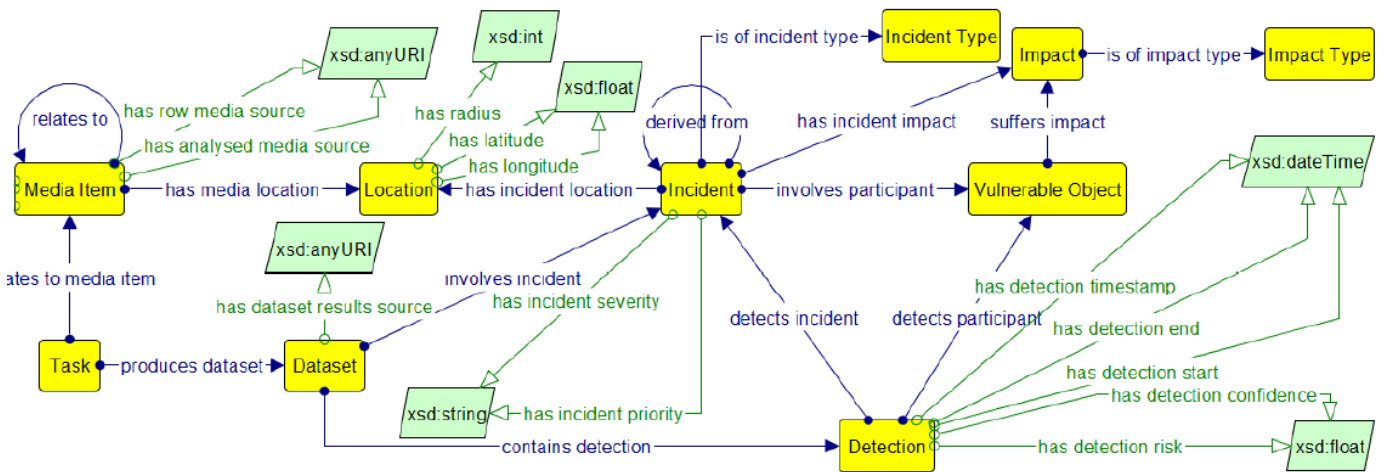 xsd:int
is of incident type
Incident Type
Impact
is of impact type
Impact Type
xsd:anyURI
xsd:float
relates to
has row media source
has radius
derived from
has incident impact
suffers impact
has analysed media source
has latitude
has longitude
xsd:dateTime
Media Item
has media location
Location
has incident location
Incident
involves participant
Vulnerable Object
xsd:anyURI
ates to media item
involves incident
has dataset results source
has incident severity
has detection timestamp
detects incident
detects participant
has detection end
Task
produces dataset
Dataset
has detection start
has detection confidence
xsd:string
has incident priority
contains detection
Detection
has detection risk
xsd:float